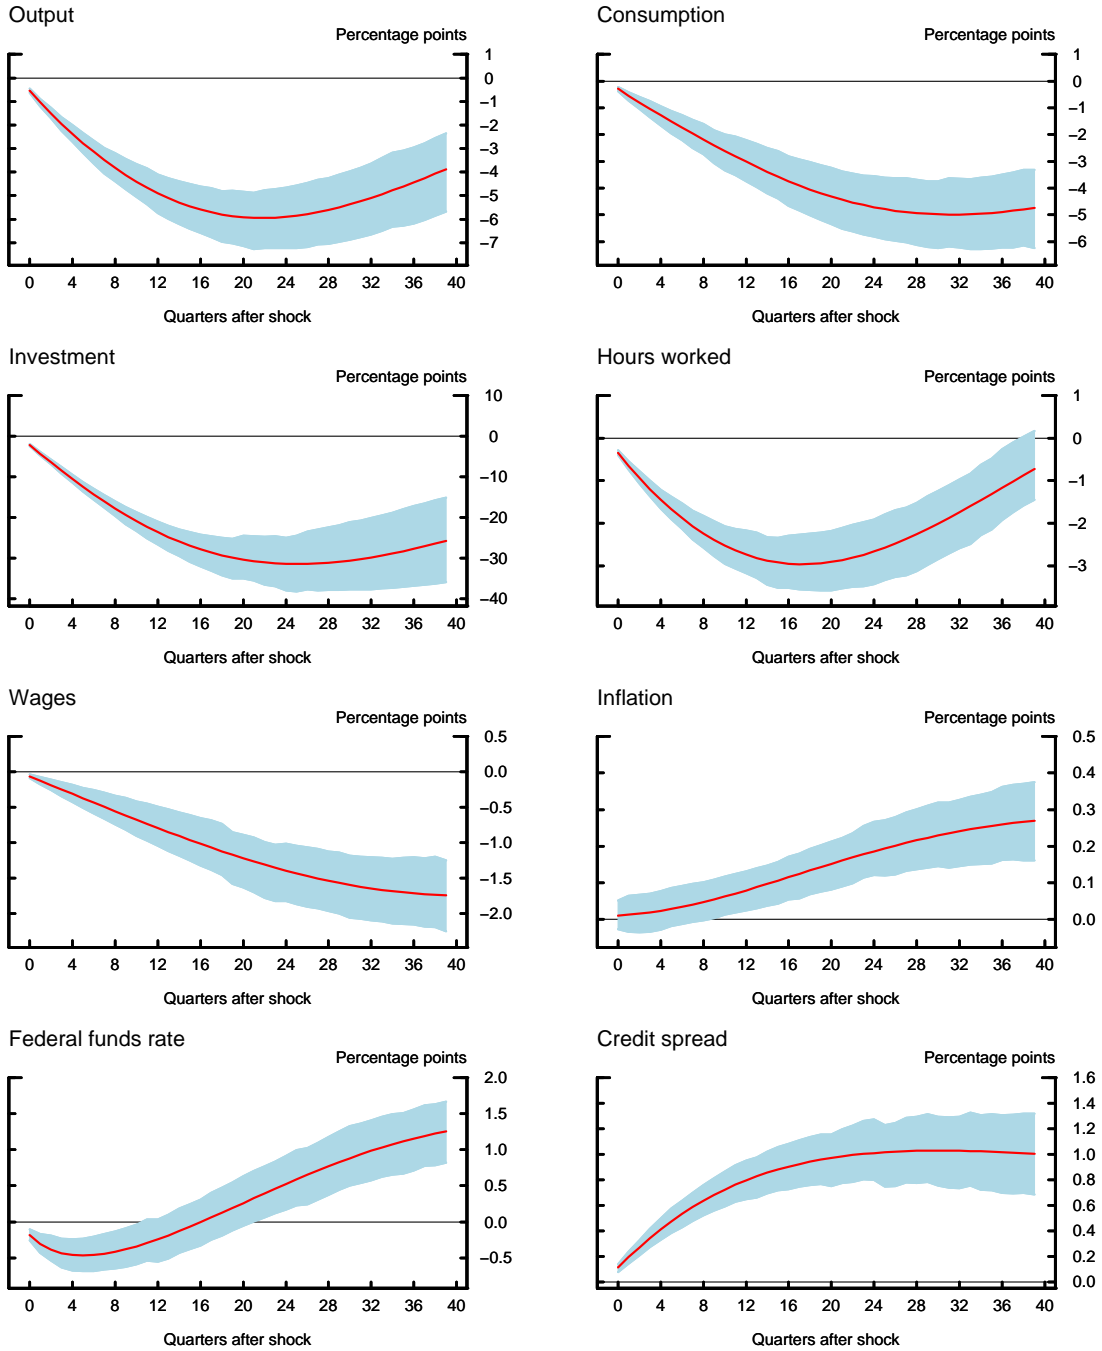 Output
Percentage points
1
0
−1
−2
−3
−4
−5
−6
−7
0 4 8 12 16 20 24 28 32 36 40
Quarters after shock
Consumption
Percentage points
1
0
−1
−2
−3
−4
−5
−6
0 4 8 12 16 20 24 28 32 36 40
Quarters after shock
Investment
Percentage points
10
0
−10
−20
−30
−40
0 4 8 12 16 20 24 28 32 36 40
Quarters after shock
Hours worked
Percentage points
1
0
−1
−2
−3
0 4 8 12 16 20 24 28 32 36 40
Quarters after shock
Wages
Percentage points
0.5
0.0
−0.5
−1.0
−1.5
−2.0
0 4 8 12 16 20 24 28 32 36 40
Quarters after shock
Inflation
Percentage points
0.5
0.4
0.3
0.2
0.1
0.0
0 4 8 12 16 20 24 28 32 36 40
Quarters after shock
Federal funds rate
Percentage points
2.0
1.5
1.0
0.5
0.0
−0.5
0 4 8 12 16 20 24 28 32 36 40
Quarters after shock
Credit spread
Percentage points
1.6
1.4
1.2
1.0
0.8
0.6
0.4
0.2
0.0
0 4 8 12 16 20 24 28 32 36 40
Quarters after shock